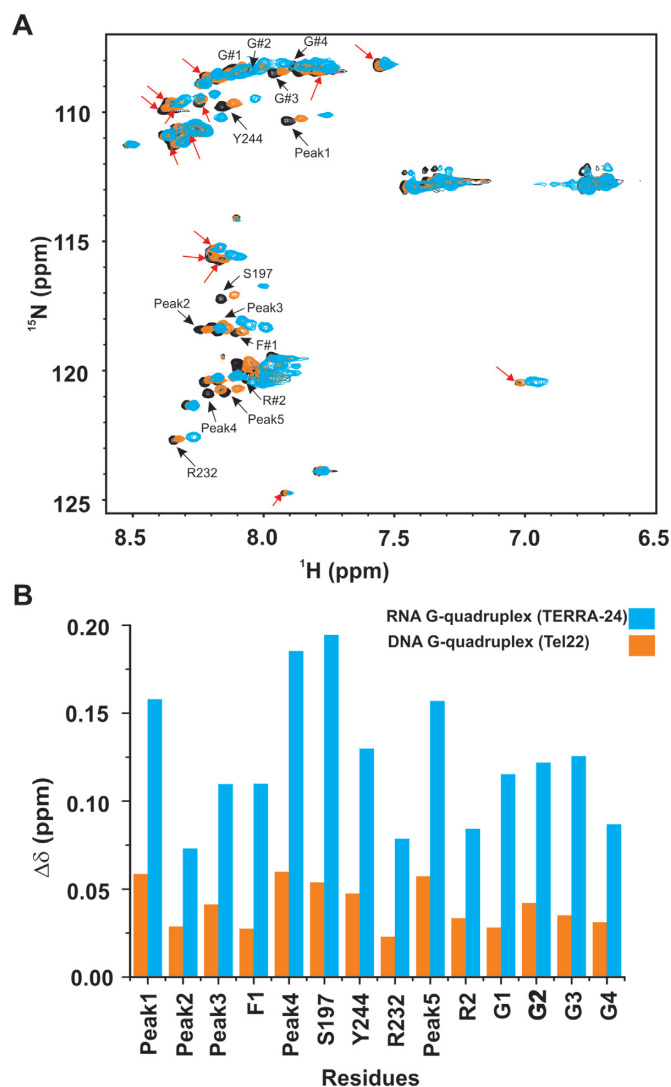 A
G#2
G#1
G#4
G#3
Y244
Peak1
110
115
120
125
¹⁵N (ppm)
S197
Peak2
Peak3
F#1
R#2
Peak5
Peak4
R232
8.5
8.0
7.5
7.0
6.5
¹H (ppm)
B
RNA G-quadruplex (TERRA-24)
DNA G-quadruplex (Tel22)
0.20
0.15
0.10
0.05
0.00
Δδ (ppm)
Peak1
Peak2
Peak3
F1
Peak4
S197
Y244
R232
Peak5
R2
G1
G2
G3
G4
Residues